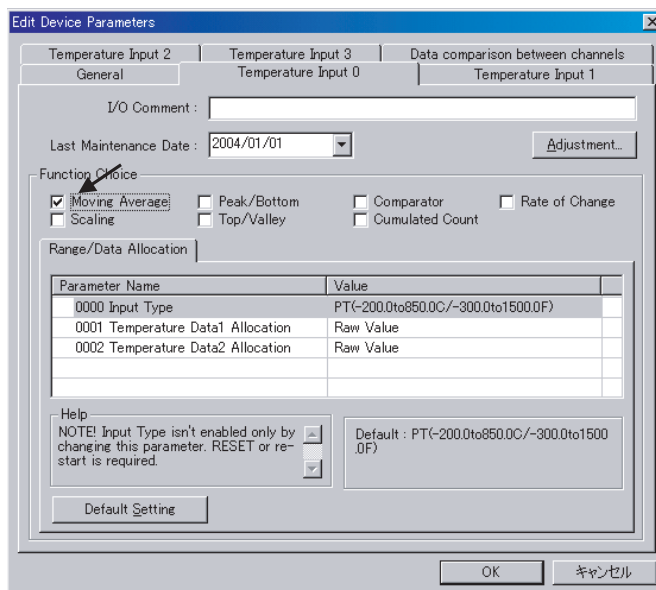 Edit Device Parameters
Temperature Input 2 Temperature Input 3 Data comparison between channels
General Temperature Input 0 Temperature Input 1
I/O Comment :
Last Maintenance Date : 2004/01/01 Adjustment...
Function Choice
Moving Average Peak/Bottom Comparator Rate of Change
Scaling Top/Valley Cumulated Count
Range/Data Allocation
Parameter Name Value
0000 Input Type PT(-200.0to850.0C/-300.0to1500.0F)
0001 Temperature Data1 Allocation Raw Value
0002 Temperature Data2 Allocation Raw Value
Help
NOTE! Input Type isn't enabled only by
changing this parameter. RESET or re-
start is required.
Default : PT(-200.0to850.0C/-300.0to1500
.0F)
Default Setting
OK キャンセル